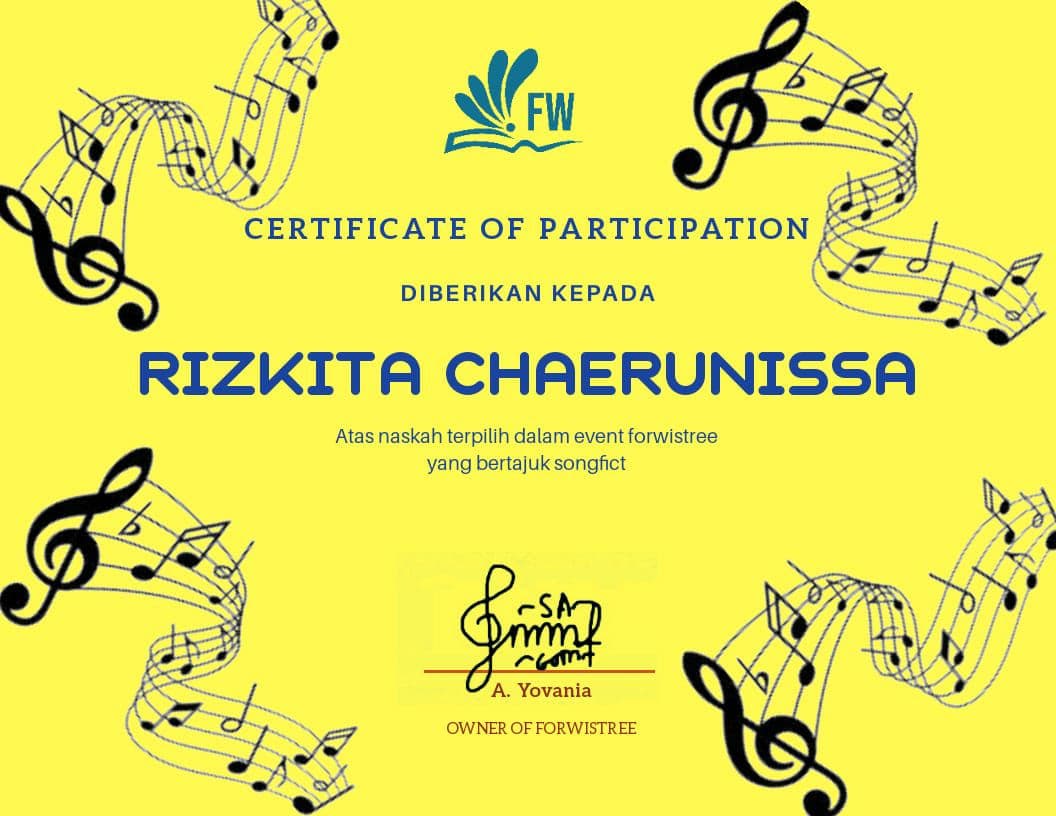 FW
CERTIFICATE OF PARTICIPATION
DIBERIKAN KEPADA
RIZKITA CHAERUNISSA
Atas naskah terpilih dalam event forwistree
yang bertajuk songfict
A. Yovania
OWNER OF FORWISTREE